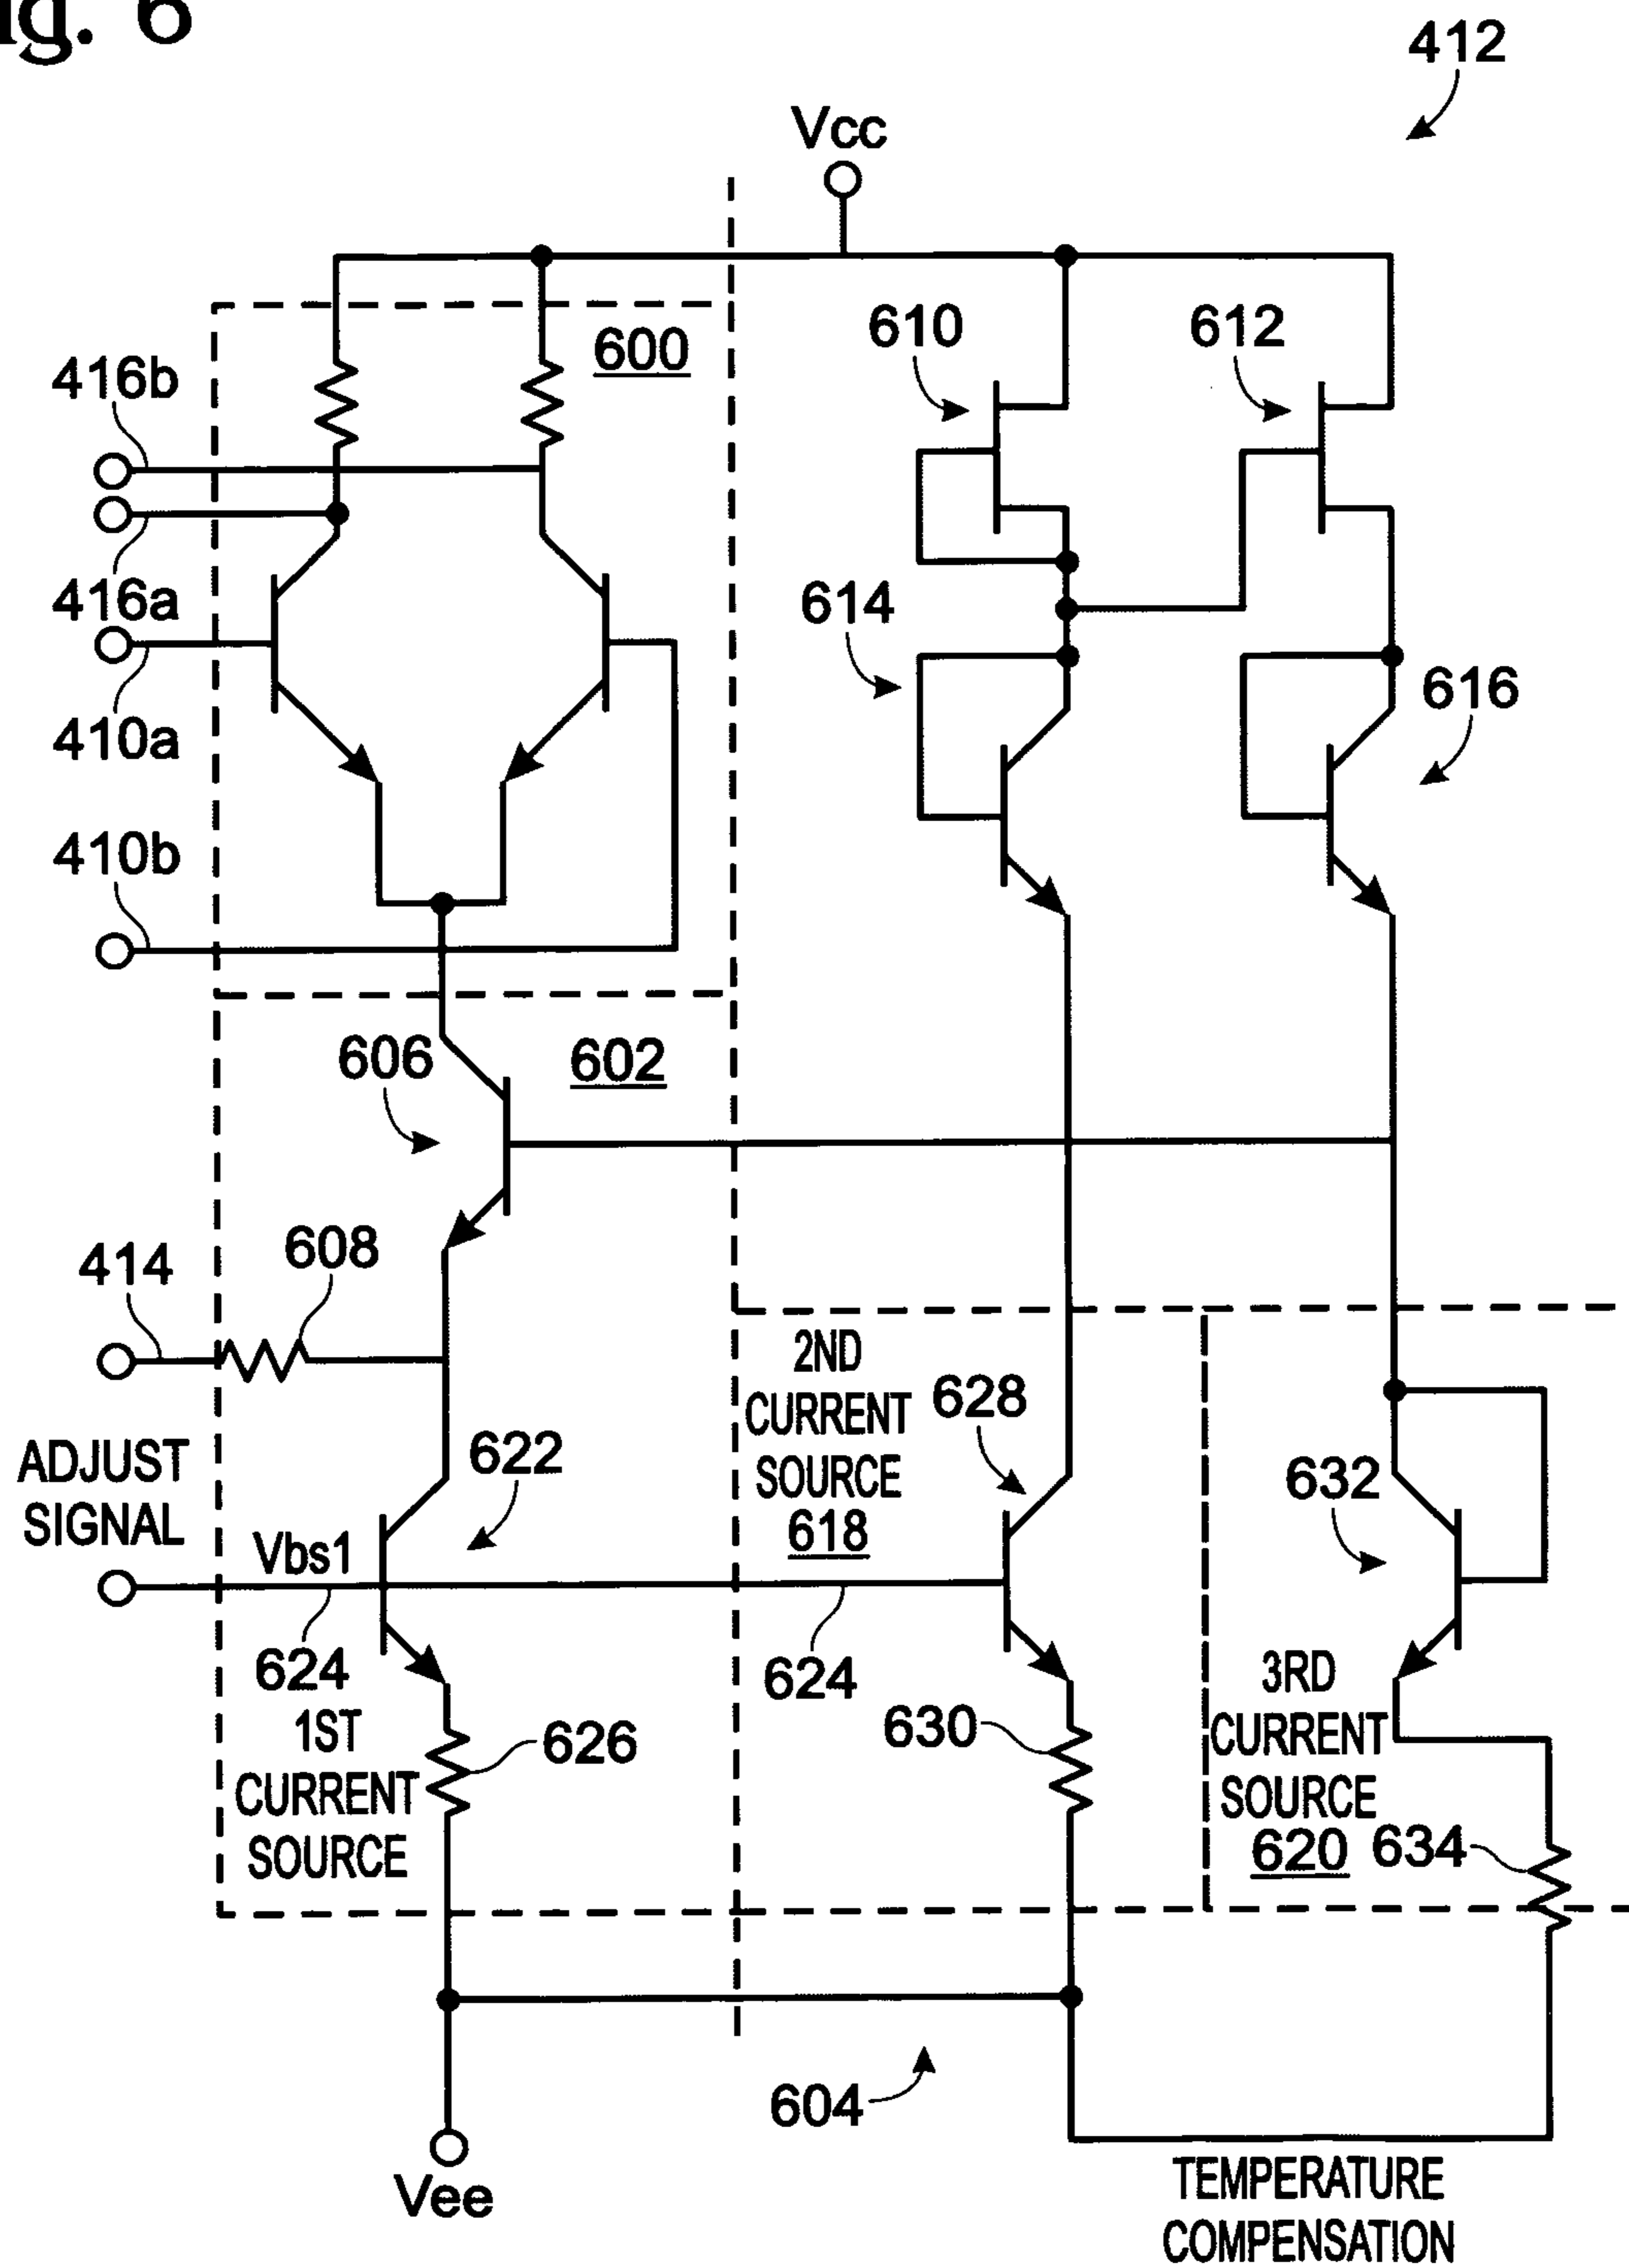 ig. 6
412
Vcc
600
610
612
416b
416a
614
410a
616
410b
606
602
414
608
2ND
CURRENT
SOURCE
618
628
ADJUST
SIGNAL
622
632
Vbs1
624
624
1ST
CURRENT
SOURCE
626
630
3RD
CURRENT
SOURCE
620
634
604
Vee
TEMPERATURE
COMPENSATION